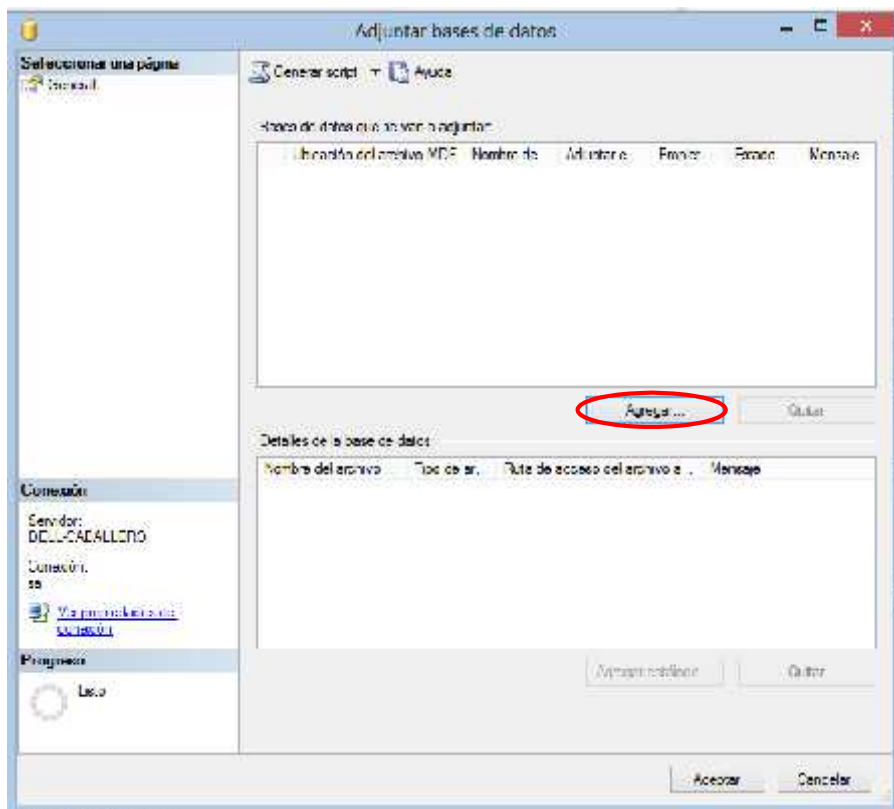 Adjuntar bases de datos
Seleccionar una página
General
Generar script
Ayuda
Bases de datos que se van a adjuntar:
Ubicación del archivo MDF Nombre de Adjuntar c Propiet Estado Mensaje
Agregar... Quitar
Detalles de la base de datos
Nombre del archivo Tipo de ar.. Ruta de acceso del archivo a... Mensaje
Conexión
Servidor:
DELL-CABALLERO
Conexión:
sa
Ver propiedades de
conexión
Progreso
Listo
Agregar catálogo Quitar
Aceptar Cancelar